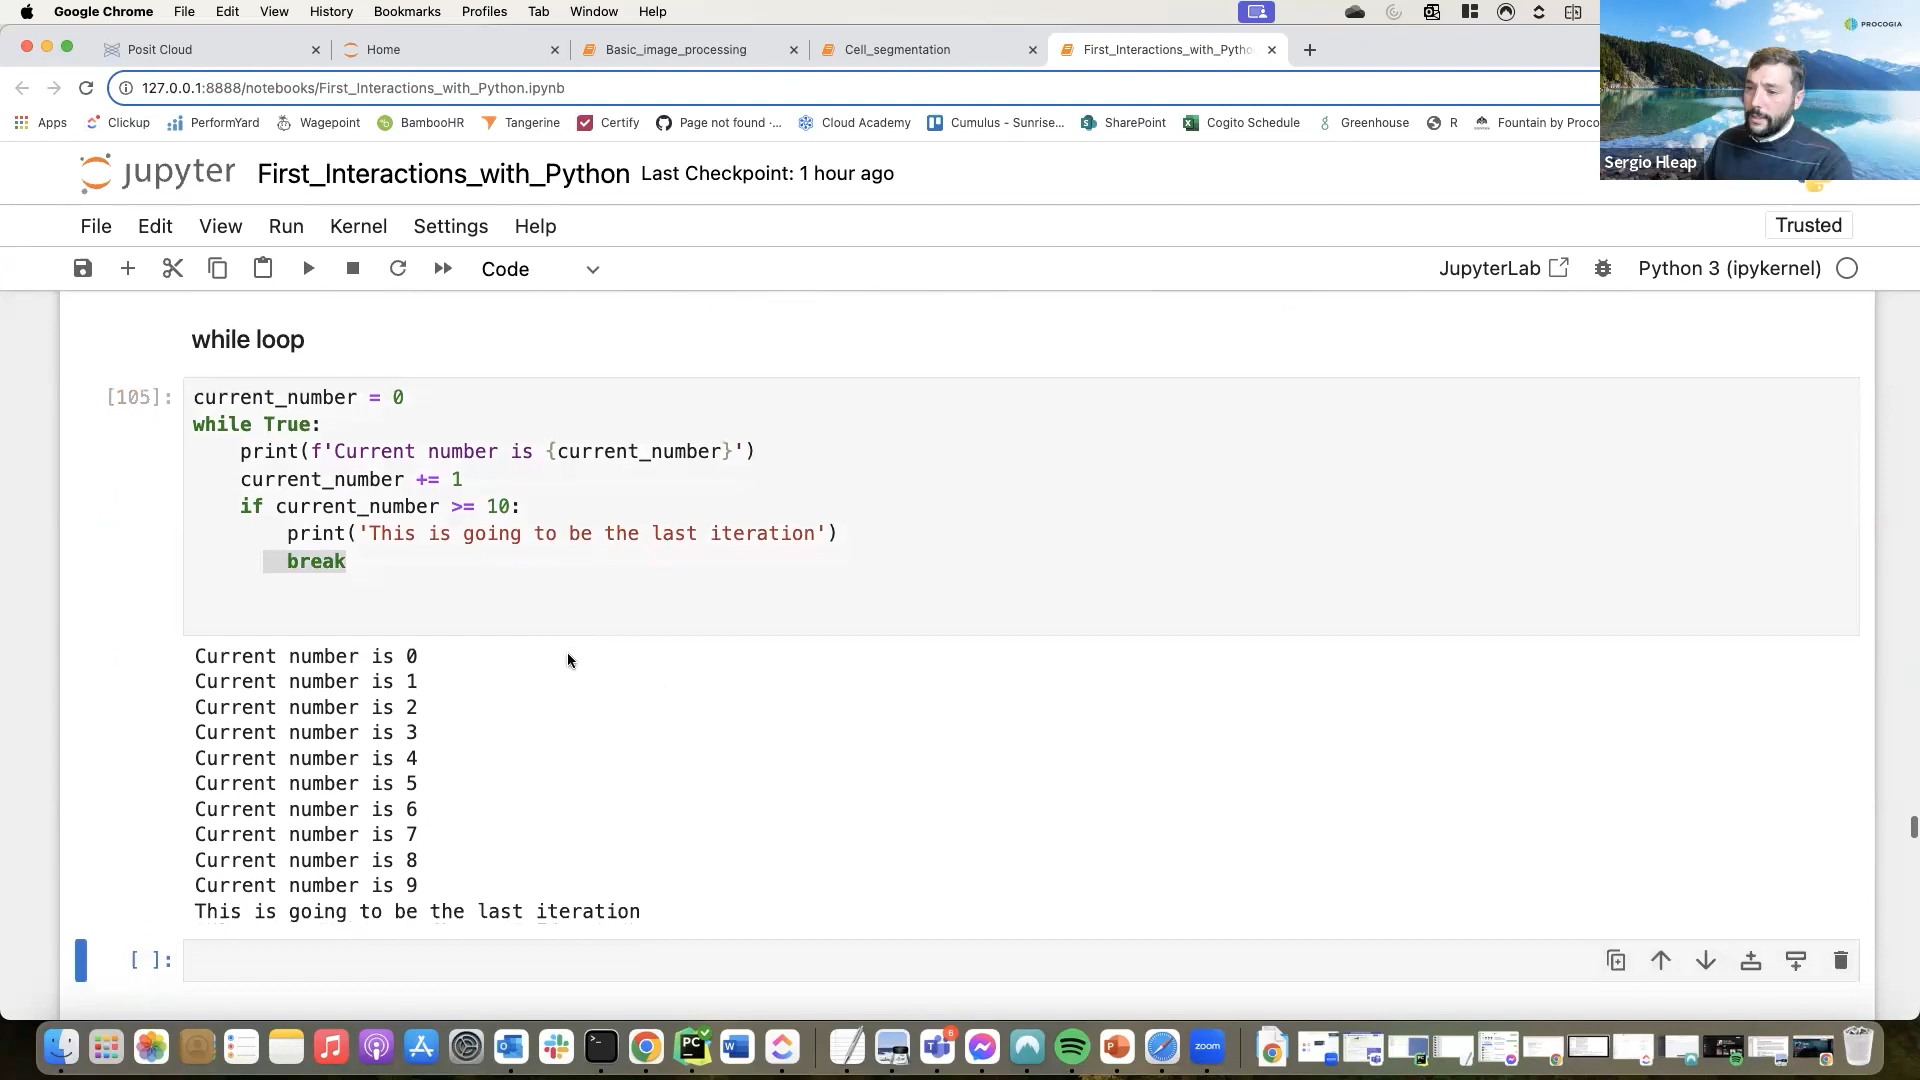 Google Chrome File Edit View History Bookmarks Profiles Tab Window Help
PROCOGIA
Posit Cloud Home Basic_image_processing Cell_segmentation First_Interactions_with_Pytho
127.0.0.1:8888/notebooks/First_Interactions_with_Python.ipynb
Apps Clickup PerformYard Wagepoint BambooHR Tangerine Certify Page not found ·... Cloud Academy Cumulus - Sunrise... SharePoint Cogito Schedule Greenhouse R Fountain by Proco
Sergio Hleap
jupyter First_Interactions_with_Python Last Checkpoint: 1 hour ago
File Edit View Run Kernel Settings Help Trusted
Code JupyterLab Python 3 (ipykernel)
while loop
[105]: current_number = 0
while True:
    print(f'Current number is {current_number}')
    current_number += 1
    if current_number >= 10:
        print('This is going to be the last iteration')
        break
Current number is 0
Current number is 1
Current number is 2
Current number is 3
Current number is 4
Current number is 5
Current number is 6
Current number is 7
Current number is 8
Current number is 9
This is going to be the last iteration
[ ]:
6
PC W P zoom